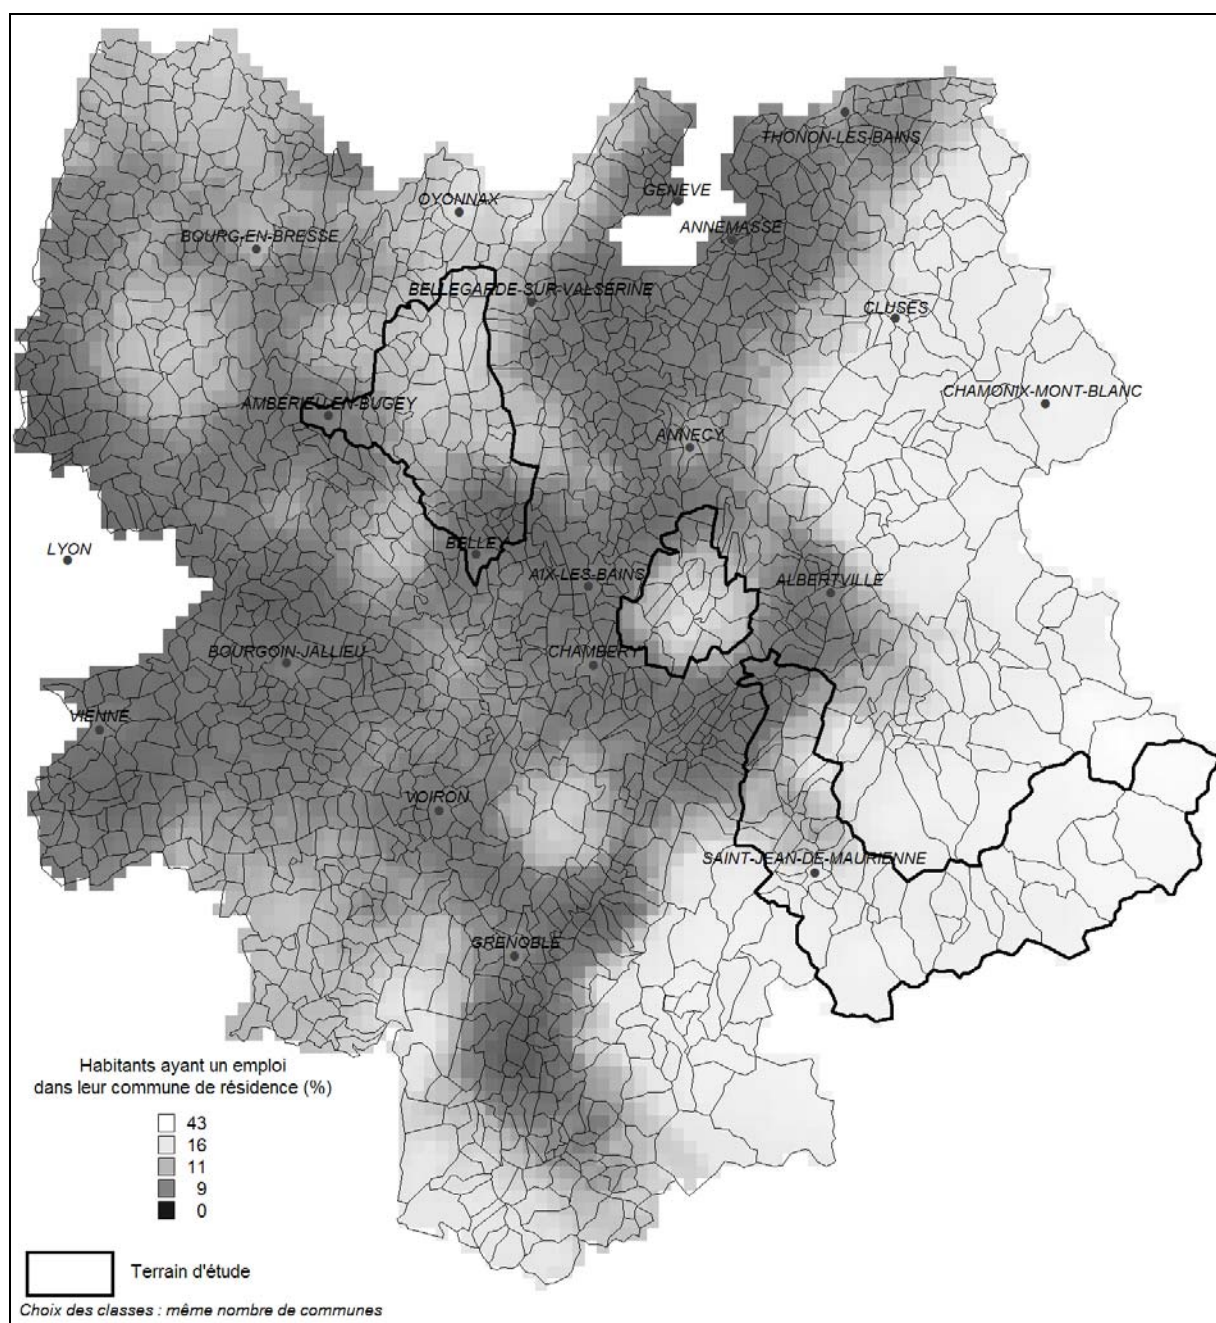 THONON-LES-BAINS
GENEVE
OYONNAX
ANNEMASSE
BOURG-EN-BRESSE
BELLEGARDE-SUR-VALSERINE
CLUSES
CHAMONIX-MONT-BLANC
AMBERIEU-EN-BUGEY
ANNECY
BELLEY
LYON
AIX-LES-BAINS
ALBERTVILLE
BOURGOIN-JALLIEU
CHAMBERY
VIENNE
VOIRON
SAINT-JEAN-DE-MAURIENNE
GRENOBLE
Habitants ayant un emploi
dans leur commune de résidence (%)
43
16
11
9
0
Terrain d'étude
Choix des classes : même nombre de communes